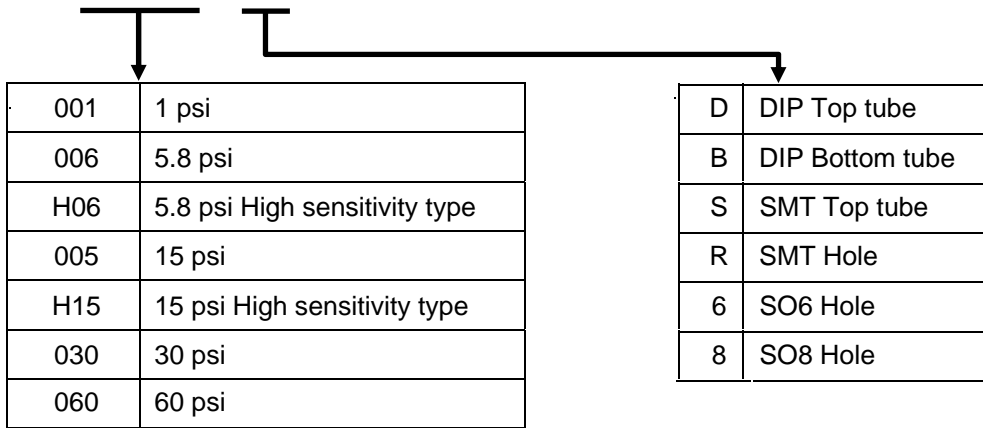 001 1 psi
006 5.8 psi
H06 5.8 psi High sensitivity type
005 15 psi
H15 15 psi High sensitivity type
030 30 psi
060 60 psi
D DIP Top tube
B DIP Bottom tube
S SMT Top tube
R SMT Hole
6 SO6 Hole
8 SO8 Hole